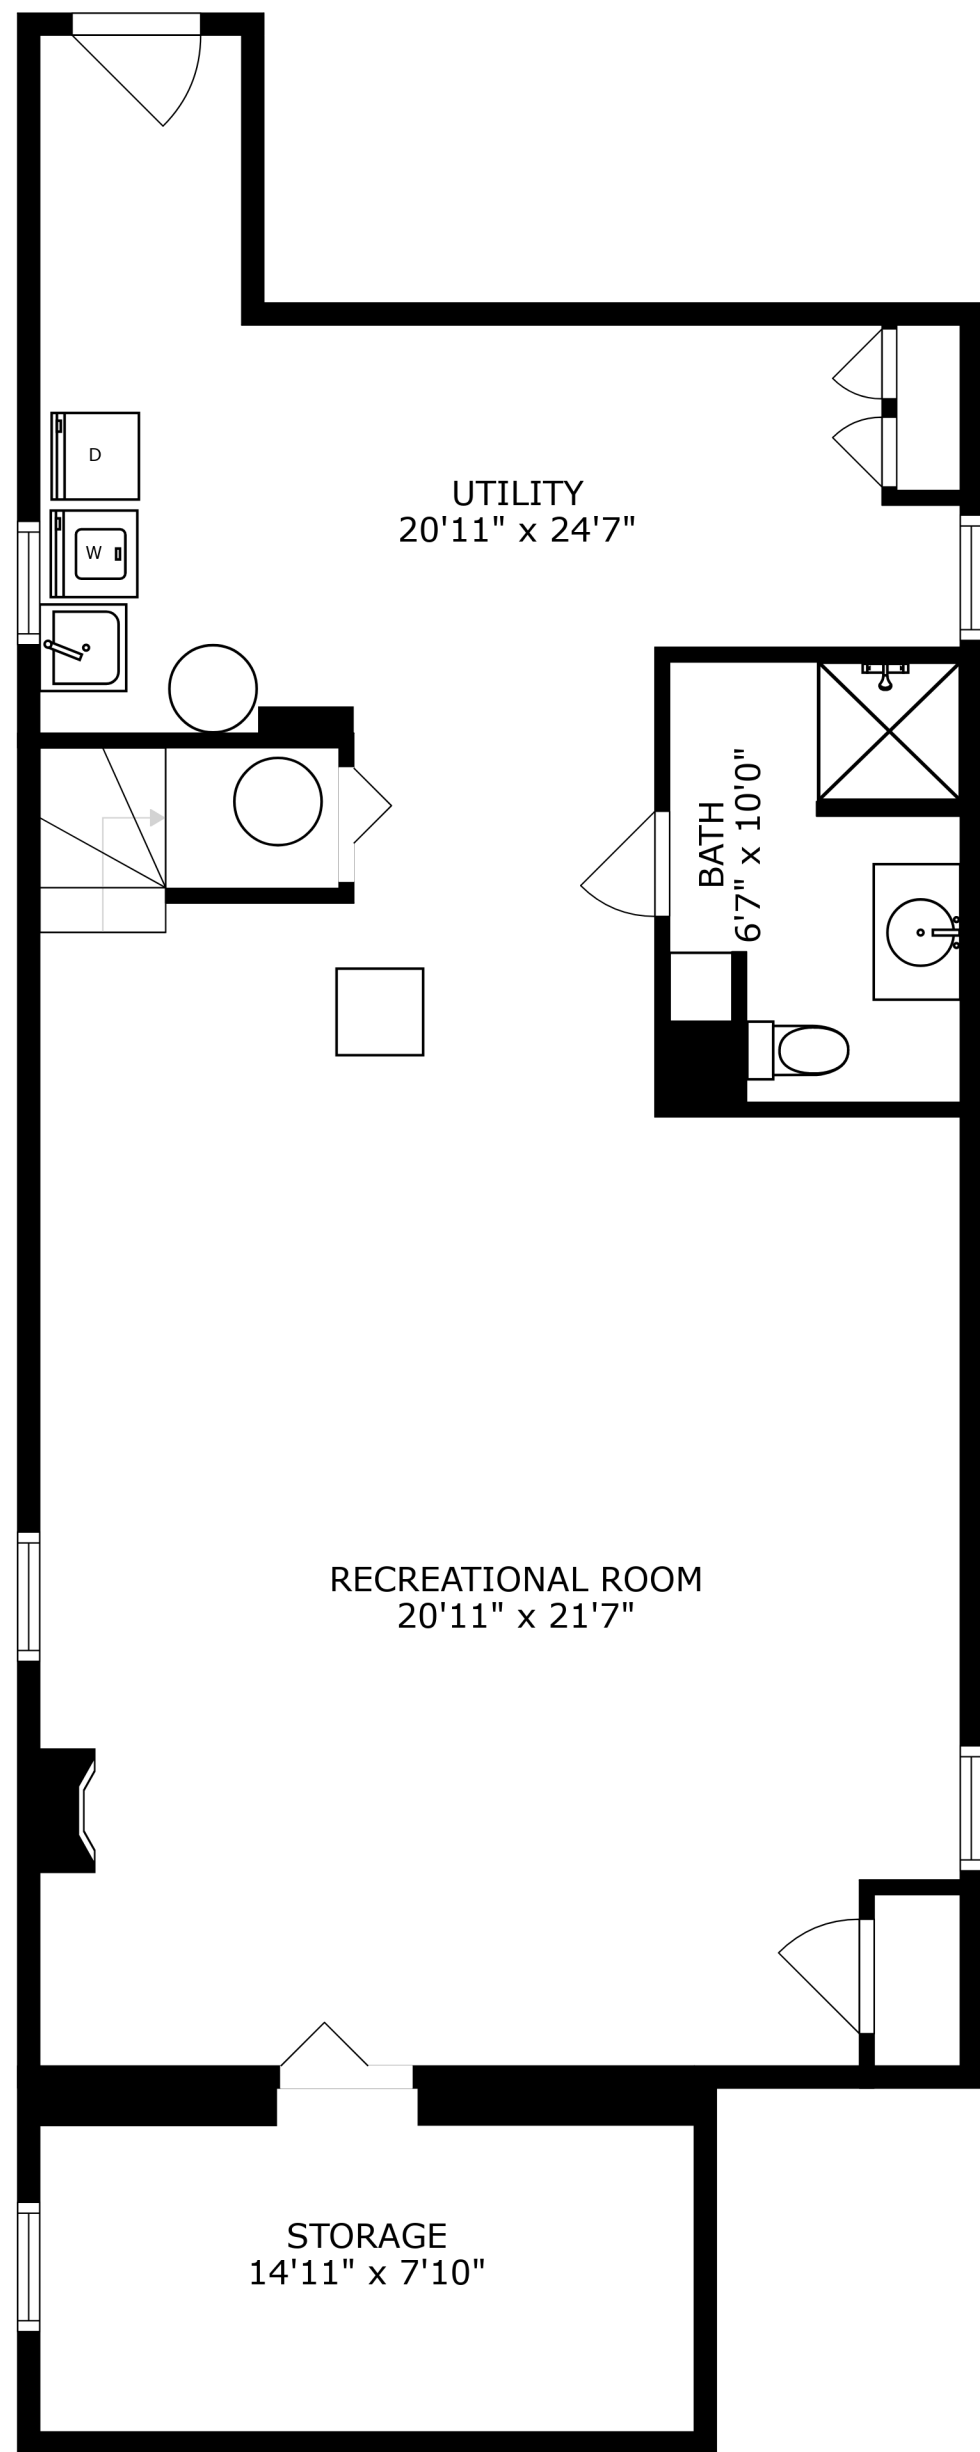 D
UTILITY
20'11" x 24'7"
W
BATH
6'7" x 10'0"
RECREATIONAL ROOM
20'11" x 21'7"
STORAGE
14'11" x 7'10"